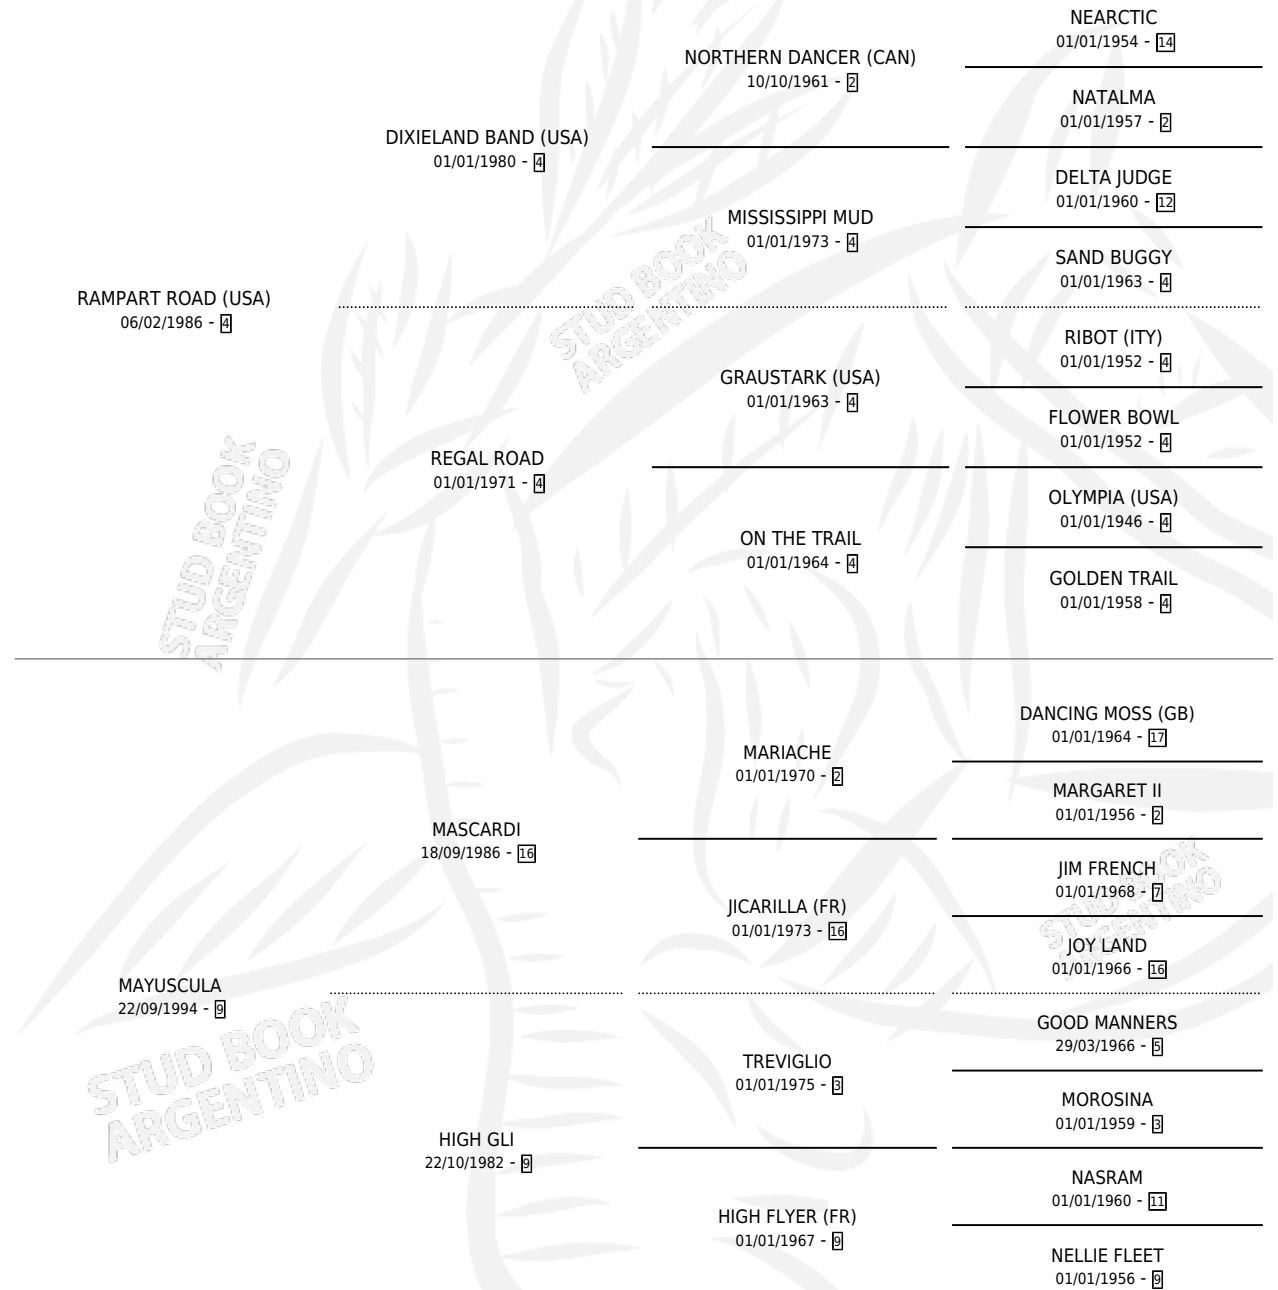 NEARCTIC
01/01/1954 - 14
NORTHERN DANCER (CAN)
10/10/1961 - 2
NATALMA
01/01/1957 - 2
DIXIELAND BAND (USA)
01/01/1980 - 4
DELTA JUDGE
01/01/1960 - 12
MISSISSIPPI MUD
01/01/1973 - 4
SAND BUGGY
01/01/1963 - 4
RAMPART ROAD (USA)
06/02/1986 - 4
RIBOT (ITY)
01/01/1952 - 4
GRAUSTARK (USA)
01/01/1963 - 4
FLOWER BOWL
01/01/1952 - 4
REGAL ROAD
01/01/1971 - 4
OLYMPIA (USA)
01/01/1946 - 4
ON THE TRAIL
01/01/1964 - 4
GOLDEN TRAIL
01/01/1958 - 4
STUD BOOK
ARGENTINO
STUD BOOK
ARGENTINO
DANCING MOSS (GB)
01/01/1964 - 17
MARIACHE
01/01/1970 - 2
MARGARET II
01/01/1956 - 2
MASCARDI
18/09/1986 - 16
JIM FRENCH
01/01/1968 - 7
JICARILLA (FR)
01/01/1973 - 16
JOY LAND
01/01/1966 - 16
STUD BOOK
ARGENTINO
MAYUSCULA
22/09/1994 - 9
GOOD MANNERS
29/03/1966 - 5
TREVIGLIO
01/01/1975 - 3
MOROSINA
01/01/1959 - 3
STUD BOOK
ARGENTINO
HIGH GLI
22/10/1982 - 9
NASRAM
01/01/1960 - 11
HIGH FLYER (FR)
01/01/1967 - 9
NELLIE FLEET
01/01/1956 - 9